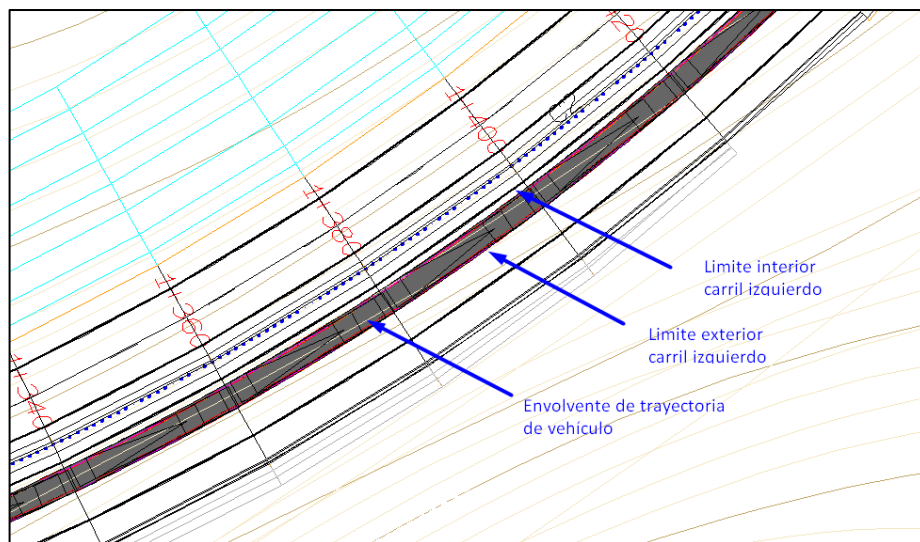 1+420
1+400
1+380
1+360
1+340
Limite interior
carril izquierdo
Limite exterior
carril izquierdo
Envolvente de trayectoria
de vehículo